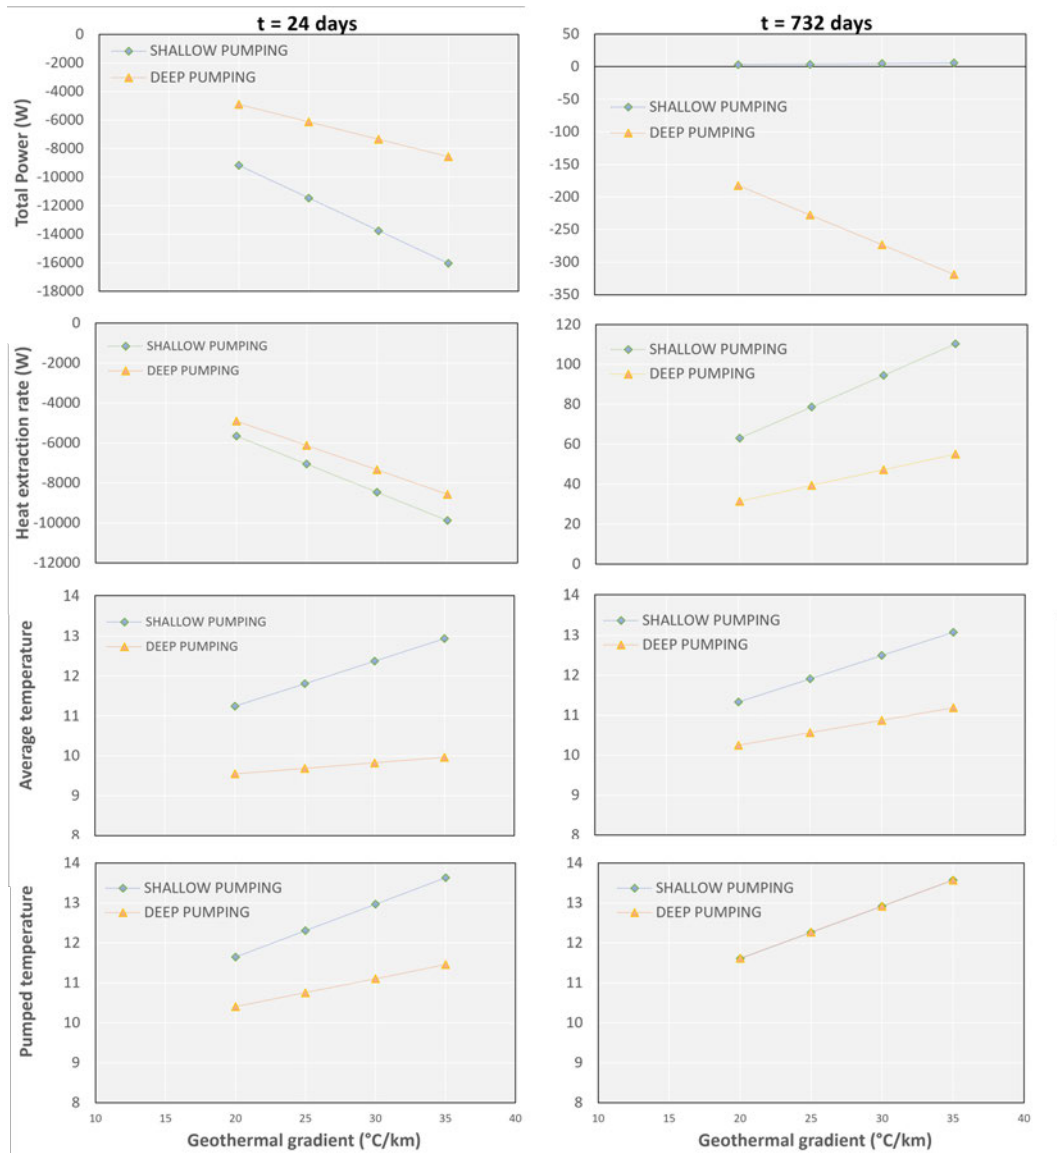 t = 24 days
Total Power (W)
0
-2000
-4000
-6000
-8000
-10000
-12000
-14000
-16000
-18000
SHALLOW PUMPING
DEEP PUMPING
t = 732 days
50
0
-50
-100
-150
-200
-250
-300
-350
SHALLOW PUMPING
DEEP PUMPING
Heat extraction rate (W)
0
-2000
-4000
-6000
-8000
-10000
-12000
SHALLOW PUMPING
DEEP PUMPING
120
100
80
60
40
20
0
SHALLOW PUMPING
DEEP PUMPING
Average temperature
14
13
12
11
10
9
8
SHALLOW PUMPING
DEEP PUMPING
14
13
12
11
10
9
8
SHALLOW PUMPING
DEEP PUMPING
Pumped temperature
14
13
12
11
10
9
8
SHALLOW PUMPING
DEEP PUMPING
10 15 20 25 30 35 40
Geothermal gradient (°C/km)
14
13
12
11
10
9
8
SHALLOW PUMPING
DEEP PUMPING
10 15 20 25 30 35 40
Geothermal gradient (°C/km)